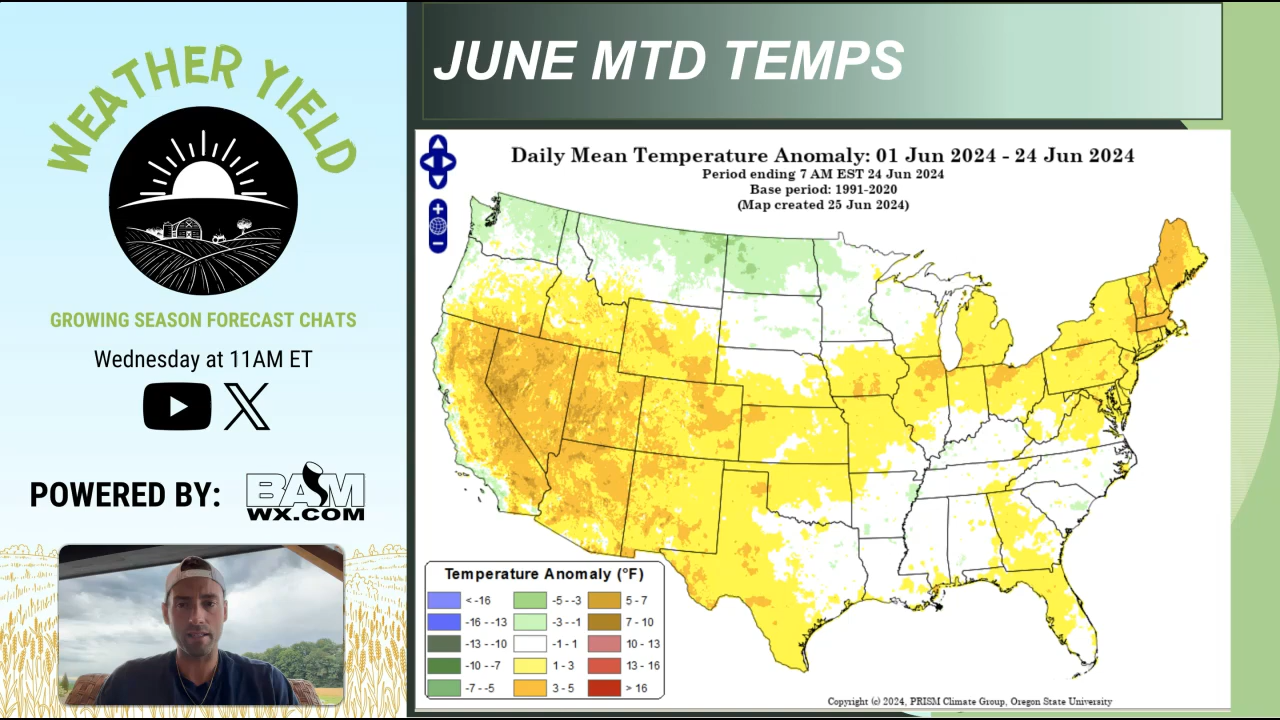 WEATHER YIELD
GROWING SEASON FORECAST CHATS
Wednesday at 11AM ET
POWERED BY:
BAM
WX.COM
JUNE MTD TEMPS
Daily Mean Temperature Anomaly: 01 Jun 2024 - 24 Jun 2024
Period ending 7 AM EST 24 Jun 2024
Base period: 1991-2020
(Map created 25 Jun 2024)
Temperature Anomaly (°F)
< -16
-16 - -13
-13 - -10
-10 - -7
-7 - -5
-5 - -3
-3 - -1
-1 - 1
1 - 3
3 - 5
5 - 7
7 - 10
10 - 13
13 - 16
> 16
Copyright (c) 2024, PRISM Climate Group, Oregon State University